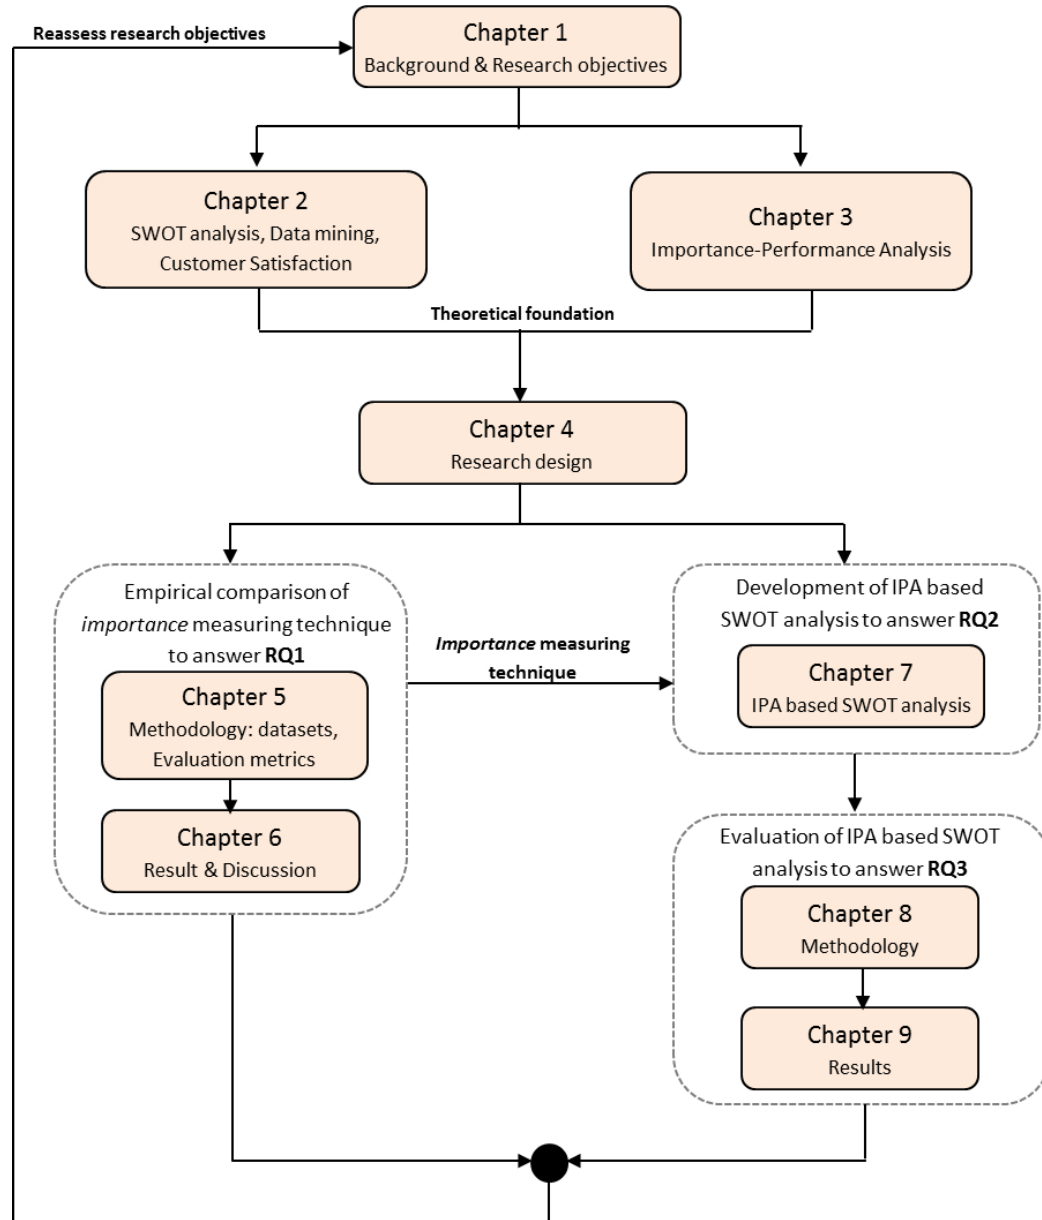 Reassess research objectives
Chapter 1
Background & Research objectives
Chapter 2
SWOT analysis, Data mining,
Customer Satisfaction
Chapter 3
Importance-Performance Analysis
Theoretical foundation
Chapter 4
Research design
Empirical comparison of
importance measuring technique
to answer RQ1
Chapter 5
Methodology: datasets,
Evaluation metrics
Chapter 6
Result & Discussion
Importance measuring
technique
Development of IPA based
SWOT analysis to answer RQ2
Chapter 7
IPA based SWOT analysis
Evaluation of IPA based SWOT
analysis to answer RQ3
Chapter 8
Methodology
Chapter 9
Results